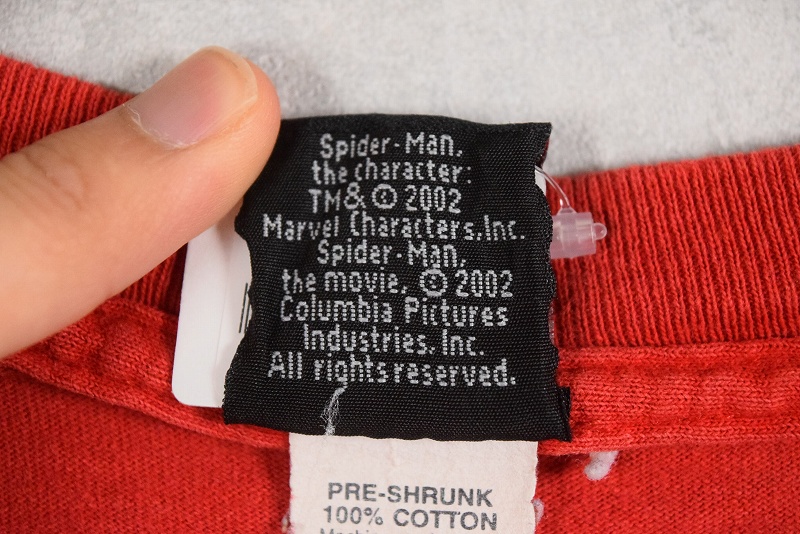 Spider-Man,
the character:
TM& © 2002
Marvel Characters,Inc.
Spider-Man,
the movie, © 2002
Columbia Pictures
Industries, Inc.
All rights reserved.
PRE-SHRUNK
100% COTTON